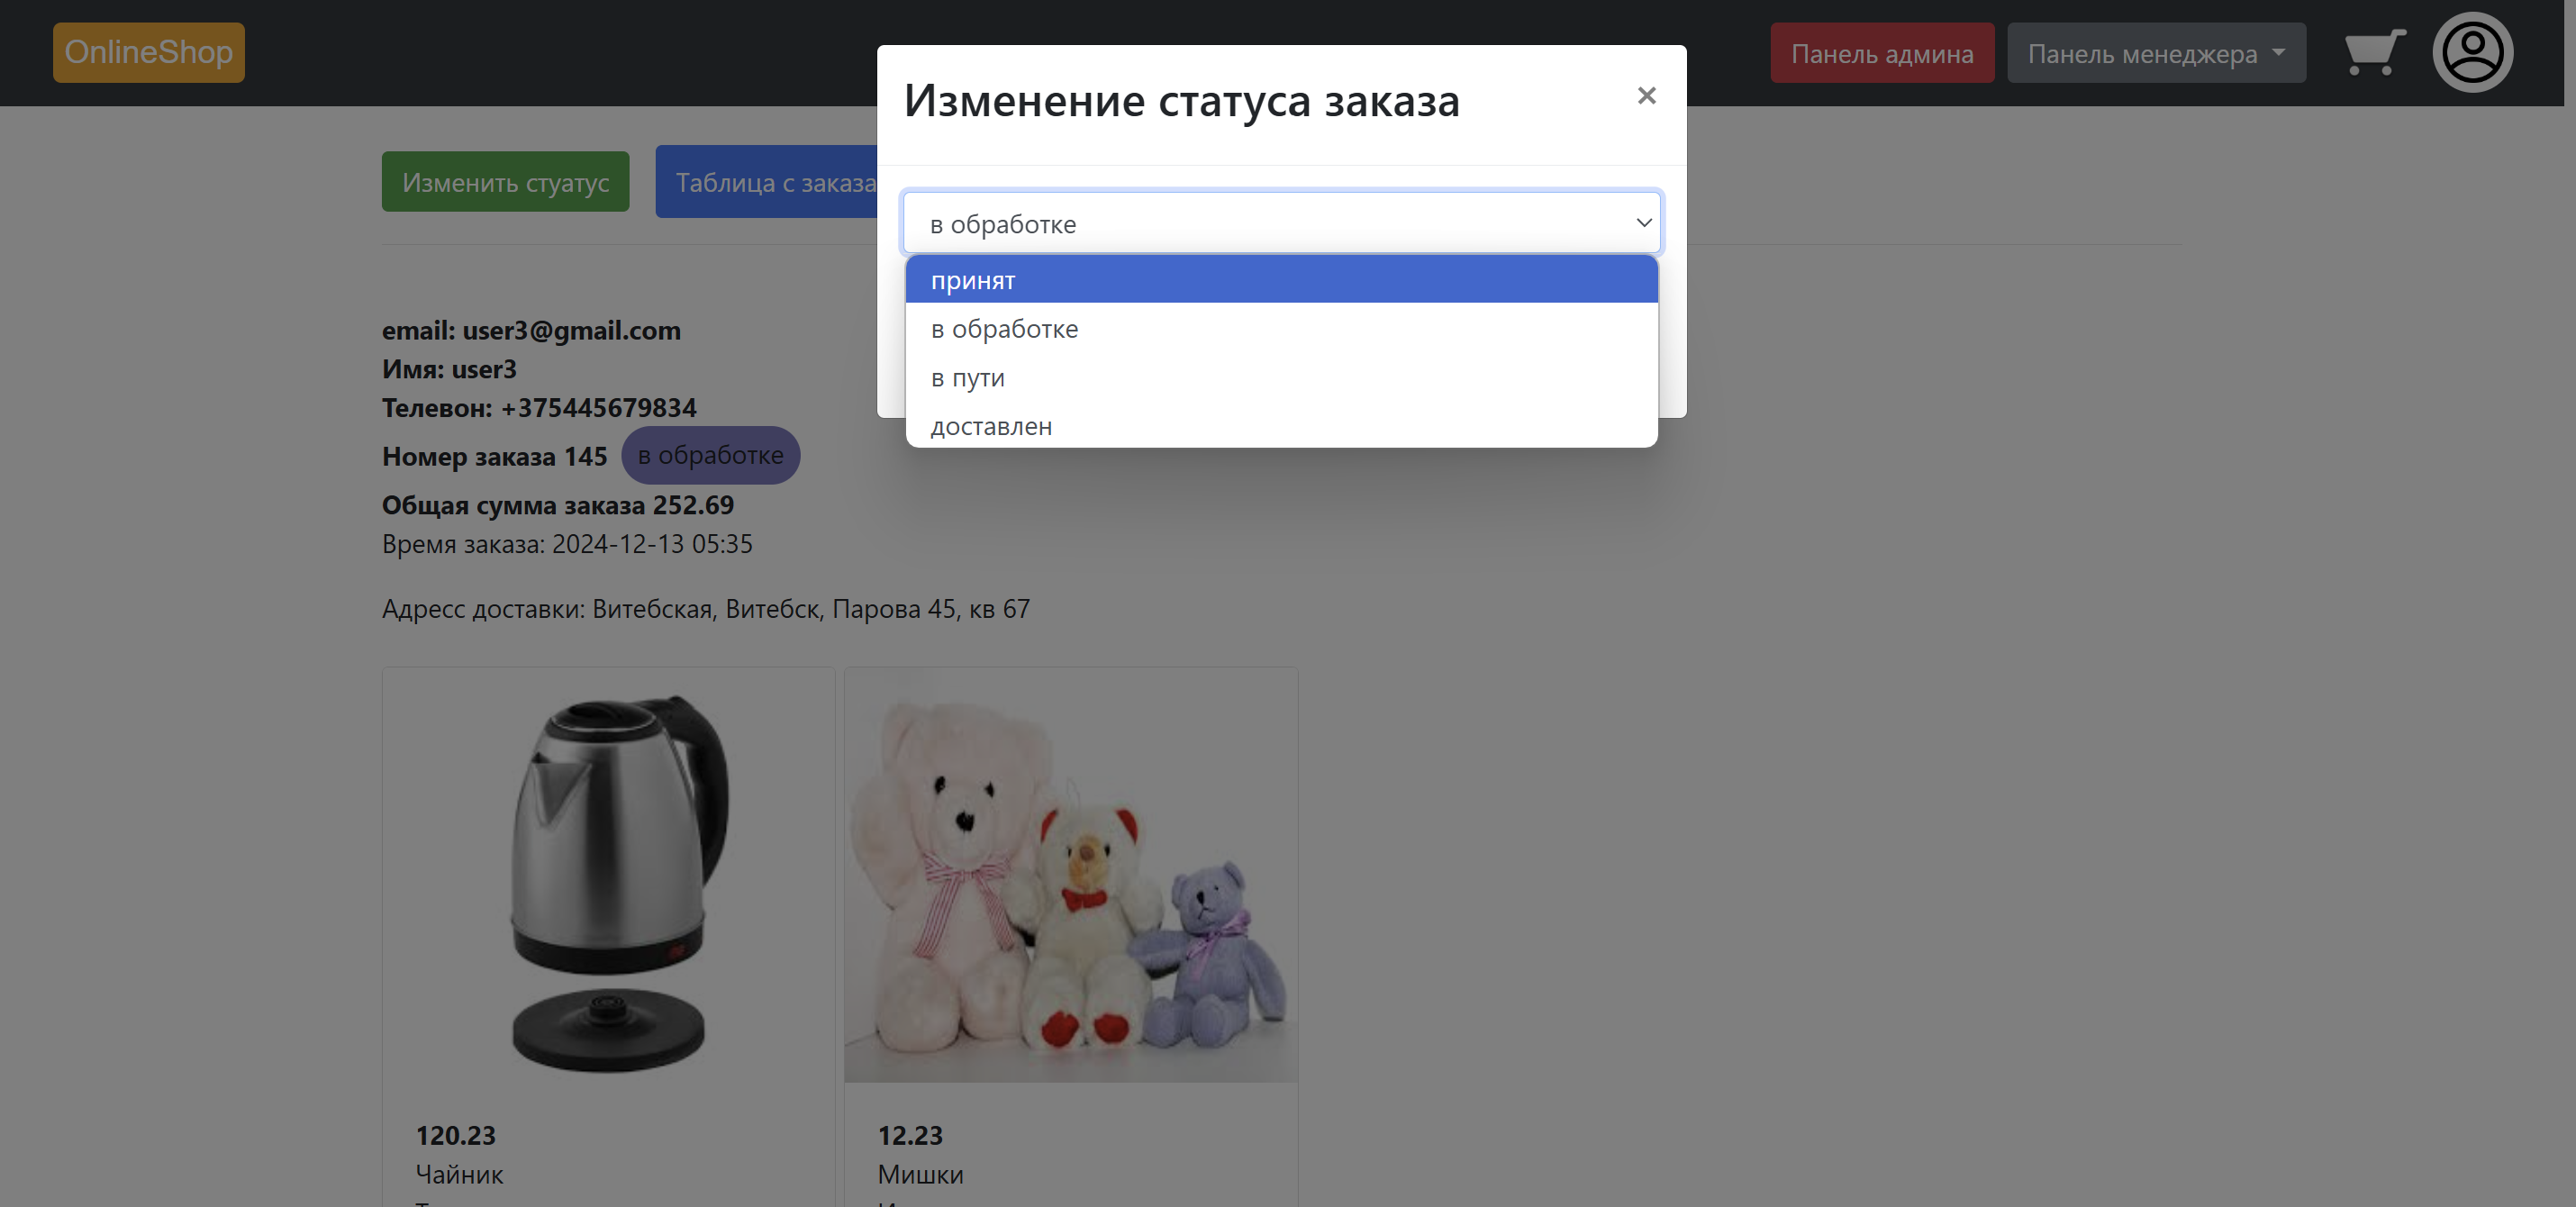 OnlineShop
Панель админа
Панель менеджера
Изменение статуса заказа
×
Изменить стуатус
Таблица с заказа
в обработке
принят
в обработке
в пути
доставлен
email: user3@gmail.com
Имя: user3
Телевон: +375445679834
Номер заказа 145 в обработке
Общая сумма заказа 252.69
Время заказа: 2024-12-13 05:35
Адресс доставки: Витебская, Витебск, Парова 45, кв 67
120.23
Чайник
12.23
Мишки